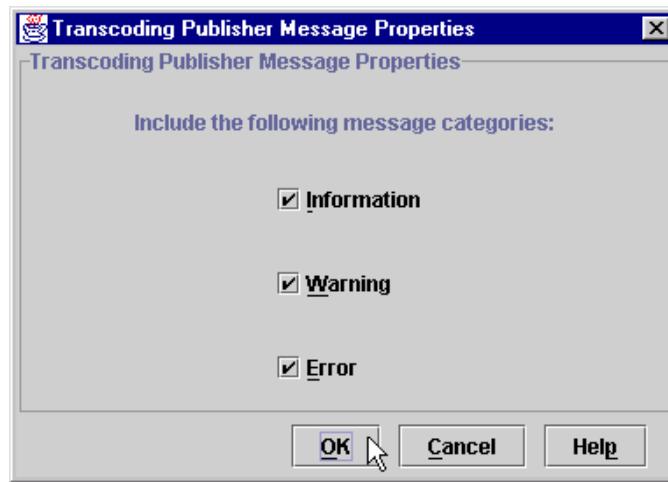 Transcoding Publisher Message Properties
Transcoding Publisher Message Properties
Include the following message categories:
Information
Warning
Error
OK Cancel Help